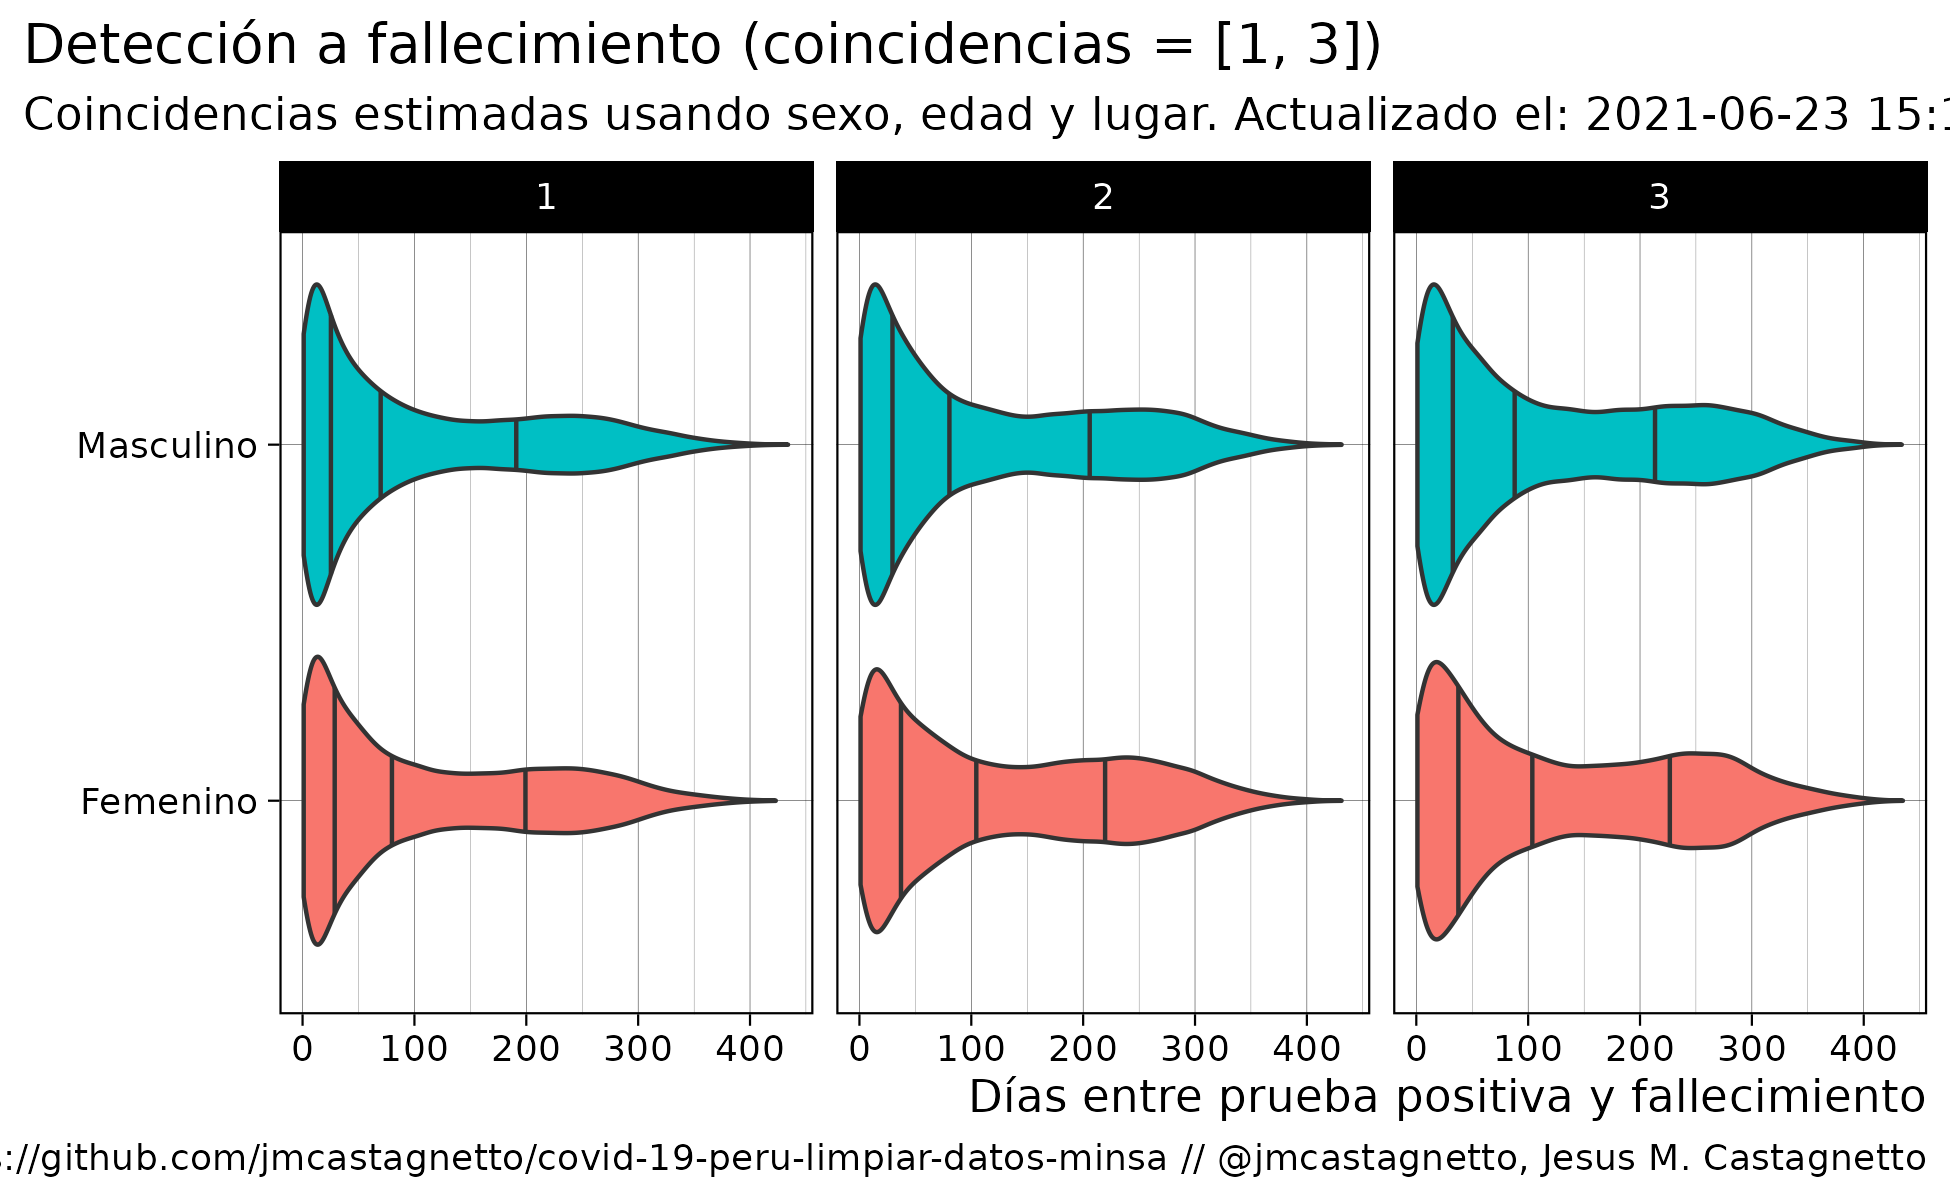 Detección a fallecimiento (coincidencias = [1, 3])
Coincidencias estimadas usando sexo, edad y lugar. Actualizado el: 2021-06-23 15:
1 2 3
Masculino
Femenino
0 100 200 300 400 0 100 200 300 400 0 100 200 300 400
Días entre prueba positiva y fallecimiento
://github.com/jmcastagnetto/covid-19-peru-limpiar-datos-minsa // @jmcastagnetto, Jesus M. Castagnetto